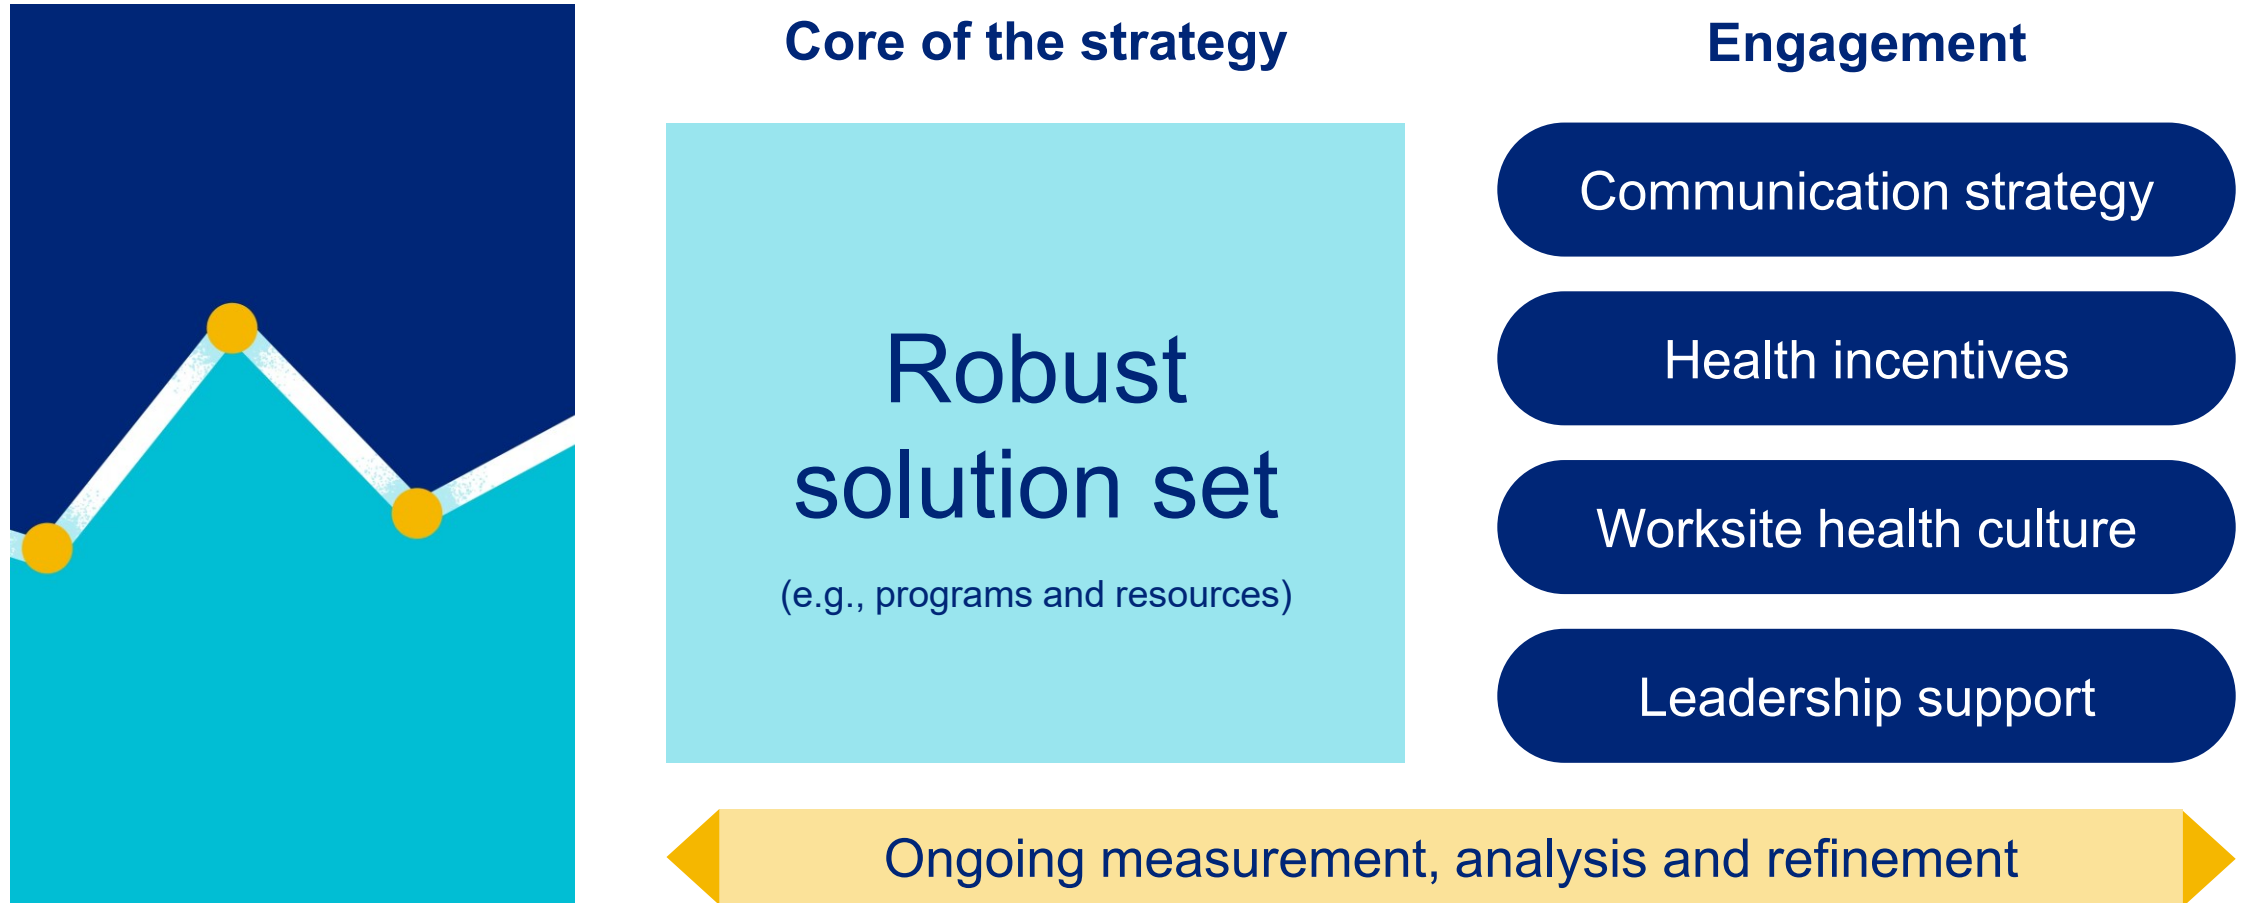 Core of the strategy
Robust
solution set
(e.g., programs and resources)
Engagement
Communication strategy
Health incentives
Worksite health culture
Leadership support
Ongoing measurement, analysis and refinement